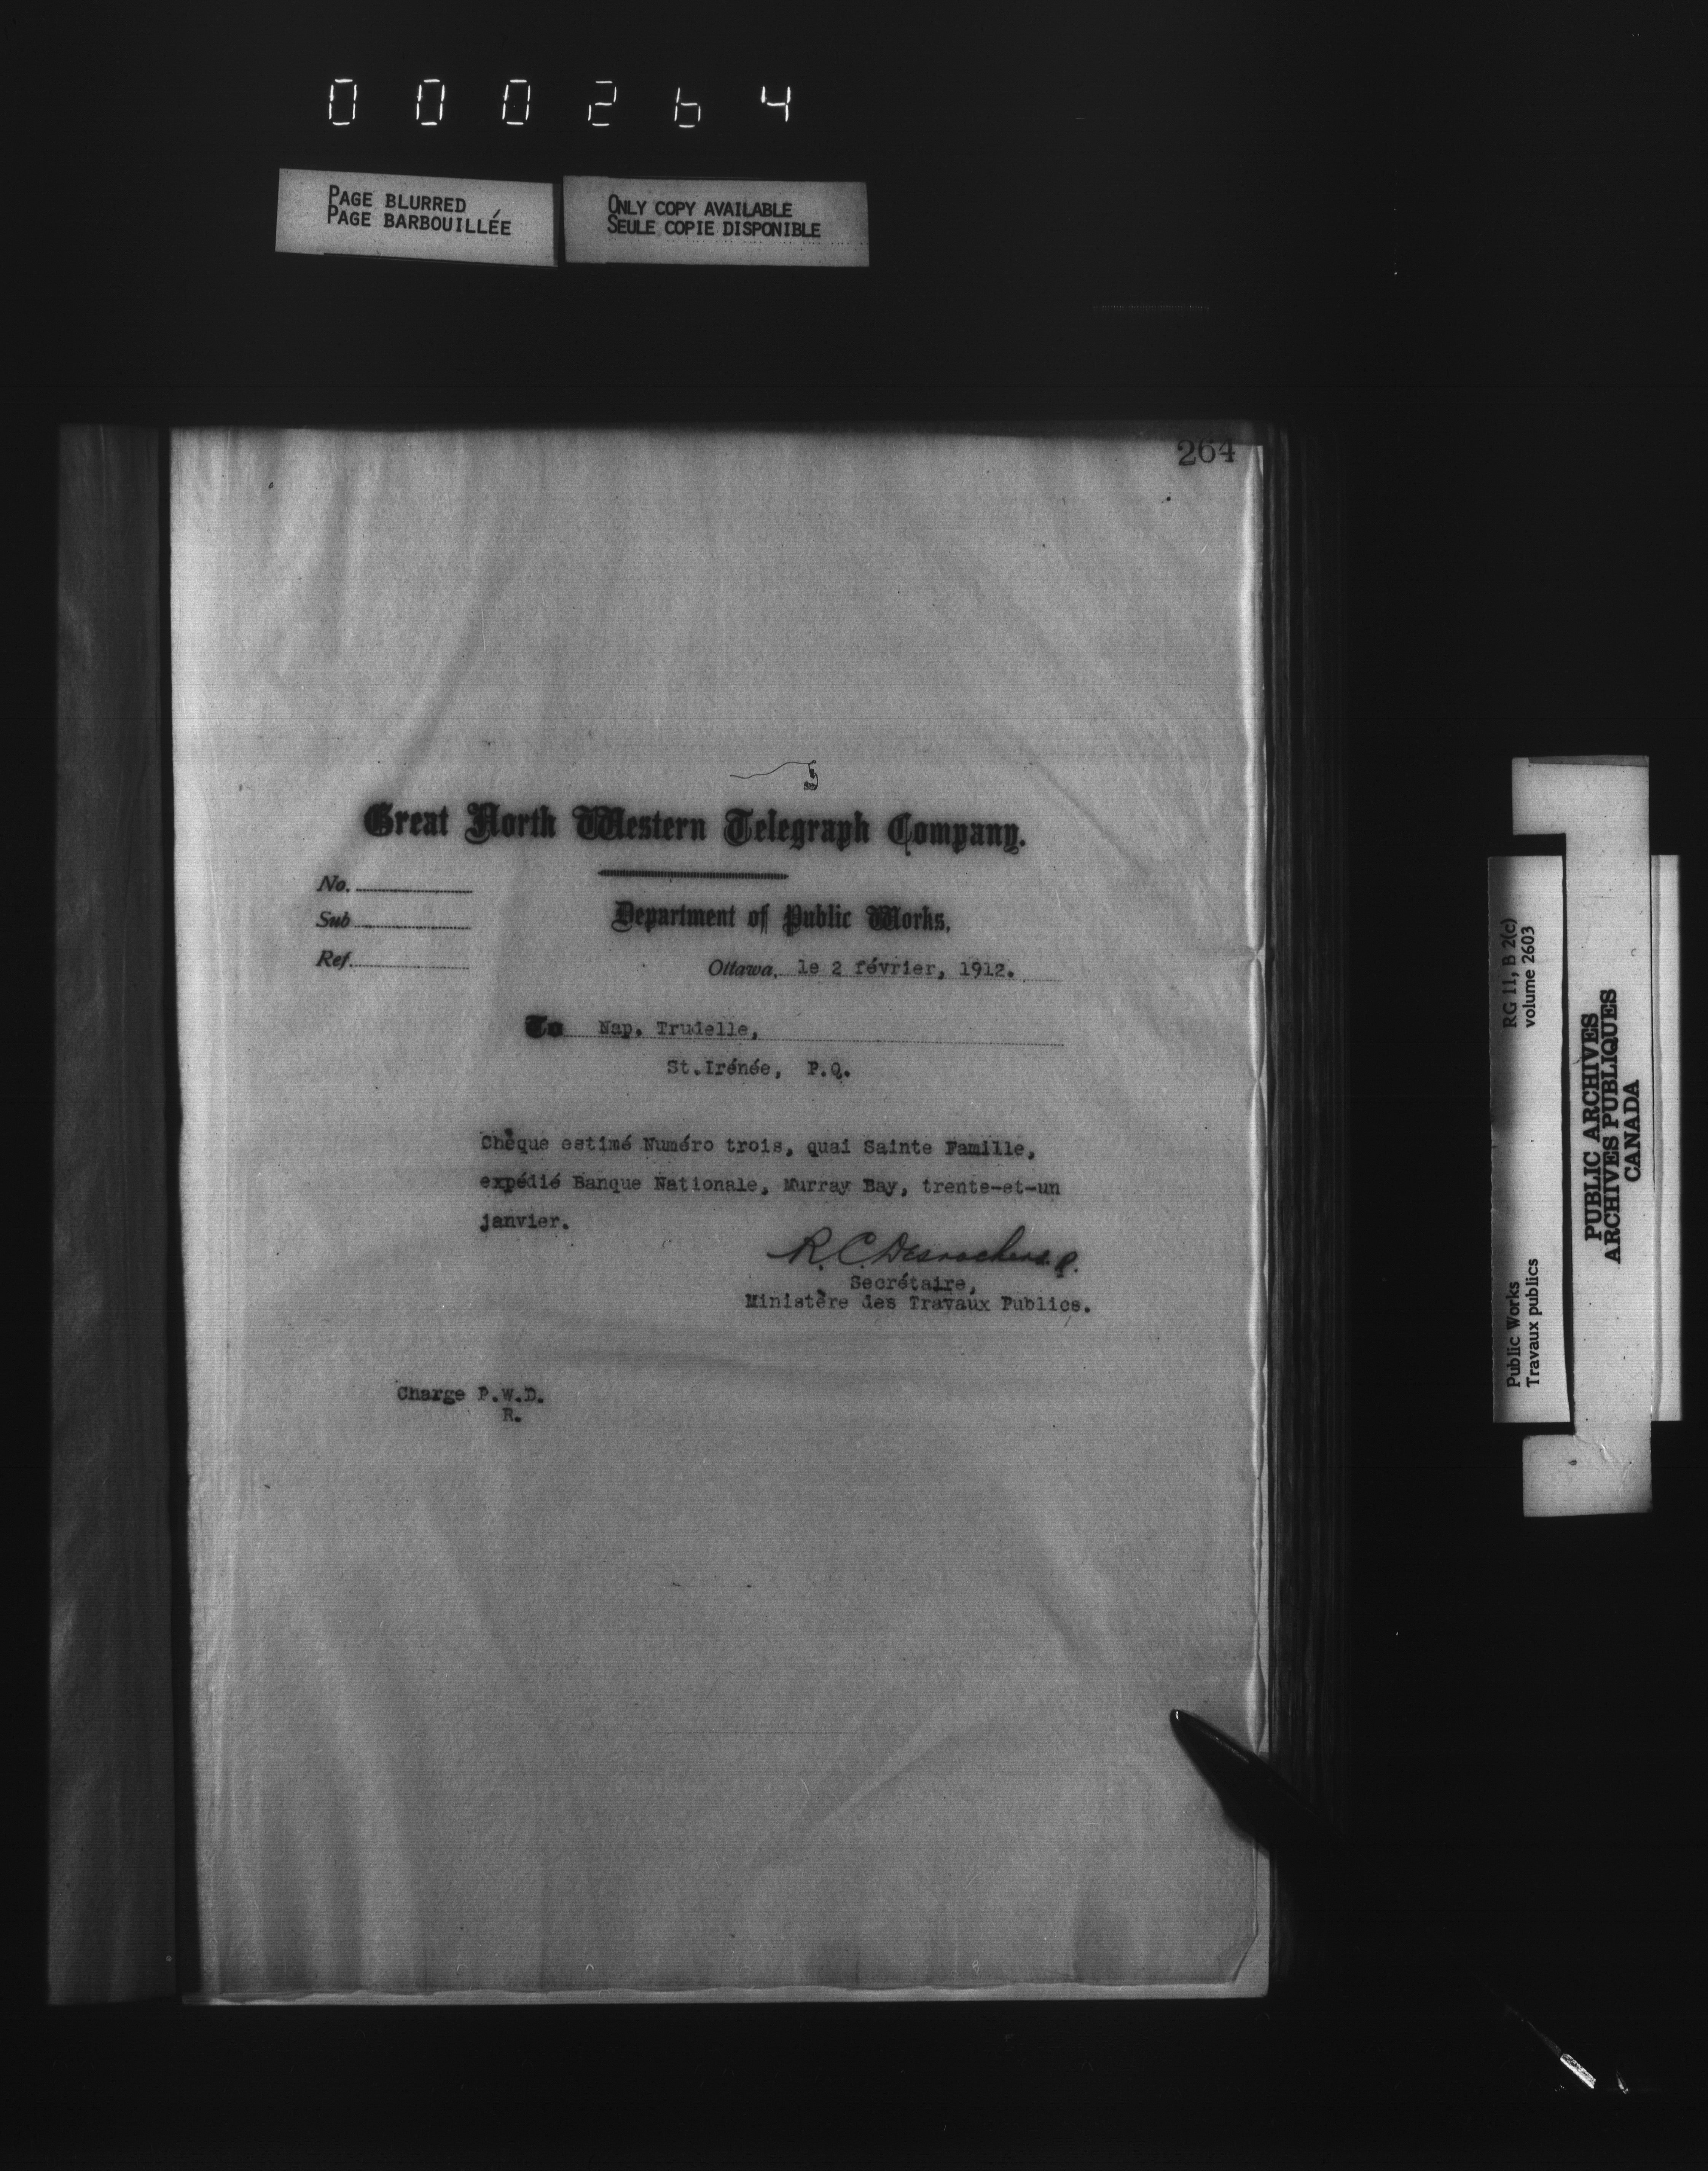 000264
PAGE BLURRED
PAGE BARBOUILLÉE
ONLY COPY AVAILABLE
SEULE COPIE DISPONIBLE
264
Great North Western Telegraph Company.
No.
Sub
Ref.
Department of Public Works.
Ottawa, le 2 février, 1912.
To Nap. Trudelle,
St.Irénée, P.Q.
Chèque estimé Numéro trois, quai Sainte Famille,
expédié Banque Nationale, Murray Bay, trente-et-un
janvier.
R.C. Desrochers.
Secrétaire,
Ministère des Travaux Publics.
Charge P.W.D.
R.
RG 11, B 2(c)
volume 2603
Public Works
Travaux publics
PUBLIC ARCHIVES
ARCHIVES PUBLIQUES
CANADA